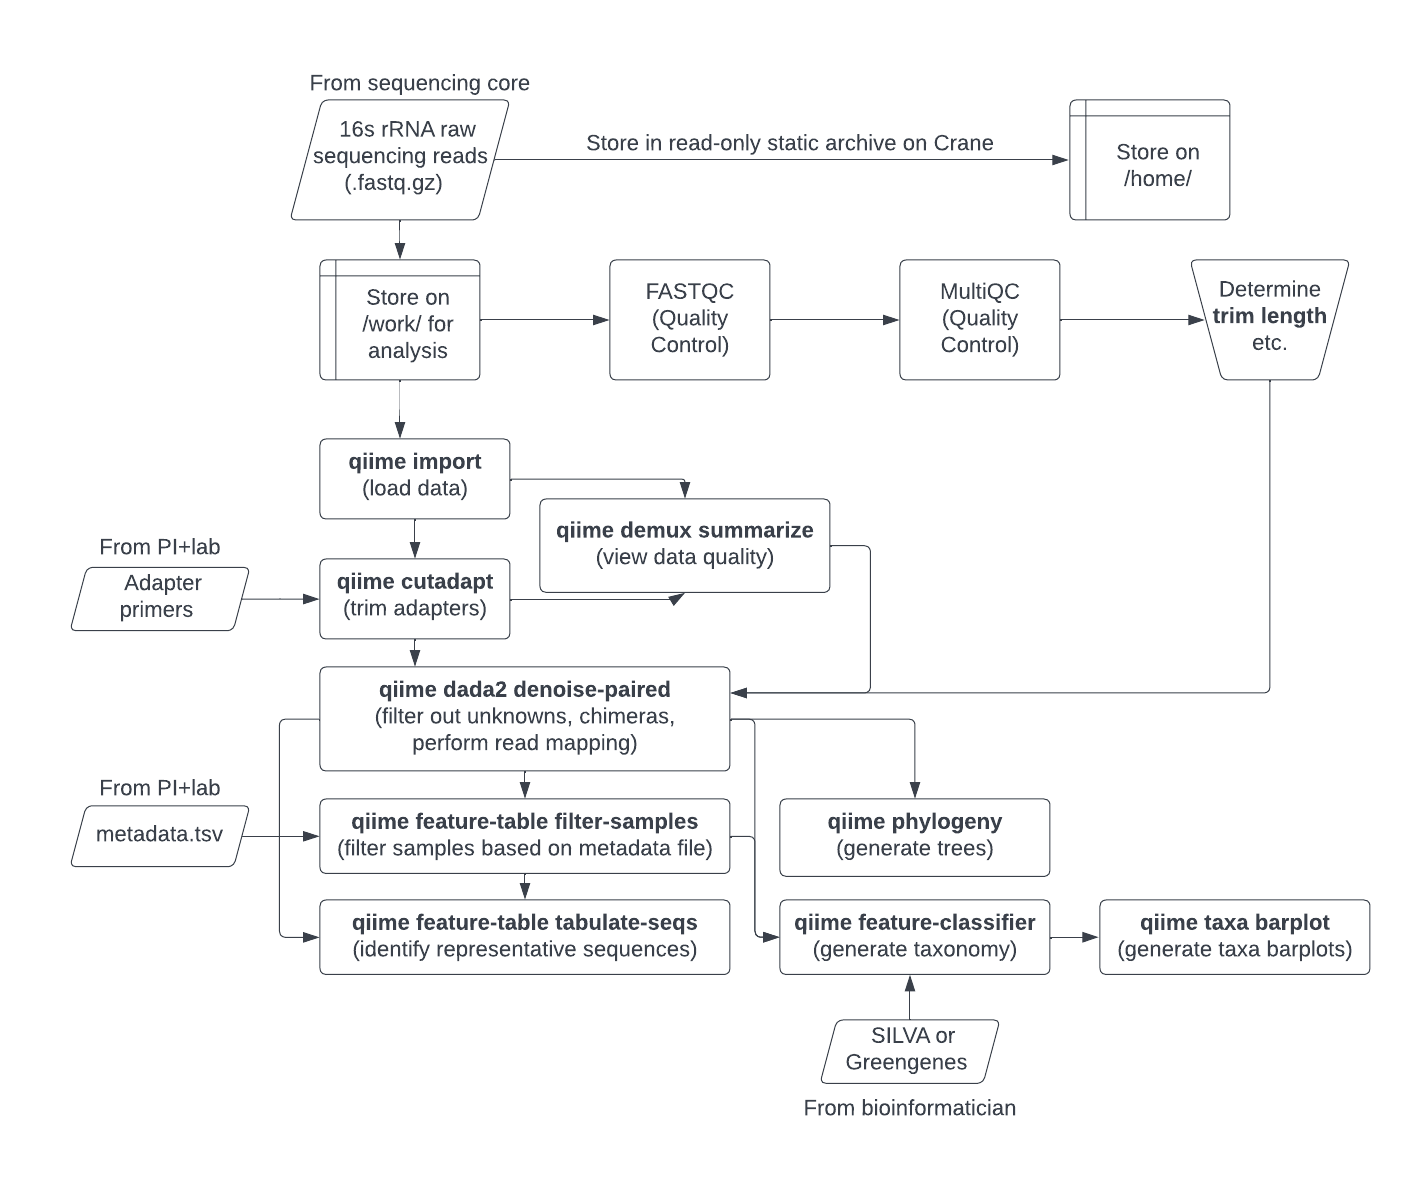 From sequencing core
16s rRNA raw
sequencing reads
(.fastq.gz)
Store in read-only static archive on Crane
Store on
/home/
Store on
/work/ for
analysis
FASTQC
(Quality
Control)
MultiQC
(Quality
Control)
Determine
trim length
etc.
qiime import
(load data)
qiime demux summarize
(view data quality)
From PI+lab
Adapter
primers
qiime cutadapt
(trim adapters)
qiime dada2 denoise-paired
(filter out unknowns, chimeras,
perform read mapping)
From PI+lab
metadata.tsv
qiime feature-table filter-samples
(filter samples based on metadata file)
qiime phylogeny
(generate trees)
qiime feature-table tabulate-seqs
(identify representative sequences)
qiime feature-classifier
(generate taxonomy)
qiime taxa barplot
(generate taxa barplots)
SILVA or
Greengenes
From bioinformatician